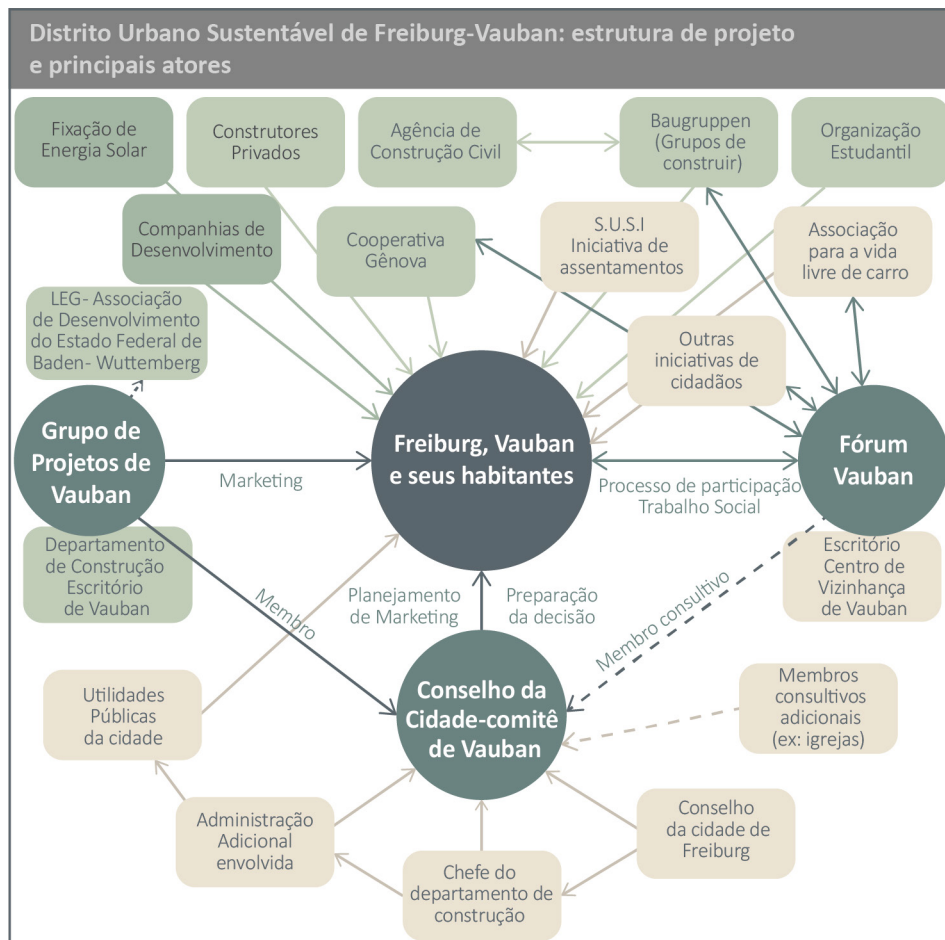 Distrito Urbano Sustentável de Freiburg-Vauban: estrutura de projeto
e principais atores
Fixação de
Energia Solar
Construtores
Privados
Agência de
Construção Civil
Baugruppen
(Grupos de
construir)
Organização
Estudantil
Companhias de
Desenvolvimento
Cooperativa
Gênova
S.U.S.I
Iniciativa de
assentamentos
Associação
para a vida
livre de carro
LEG- Associação
de Desenvolvimento
do Estado Federal de
Baden- Wuttemberg
Outras
iniciativas de
cidadãos
Grupo de
Projetos de
Vauban
Marketing
Freiburg, Vauban
e seus habitantes
Processo de participação
Trabalho Social
Fórum
Vauban
Departamento
de Construção
Escritório
de Vauban
Membro
Planejamento
de Marketing
Preparação
da decisão
Membro consultivo
Escritório
Centro de
Vizinhança
de Vauban
Utilidades
Públicas
da cidade
Conselho da
Cidade-comitê
de Vauban
Membros
consultivos
adicionais
(ex: igrejas)
Administração
Adicional
envolvida
Chefe do
departamento de
construção
Conselho
da cidade de
Freiburg